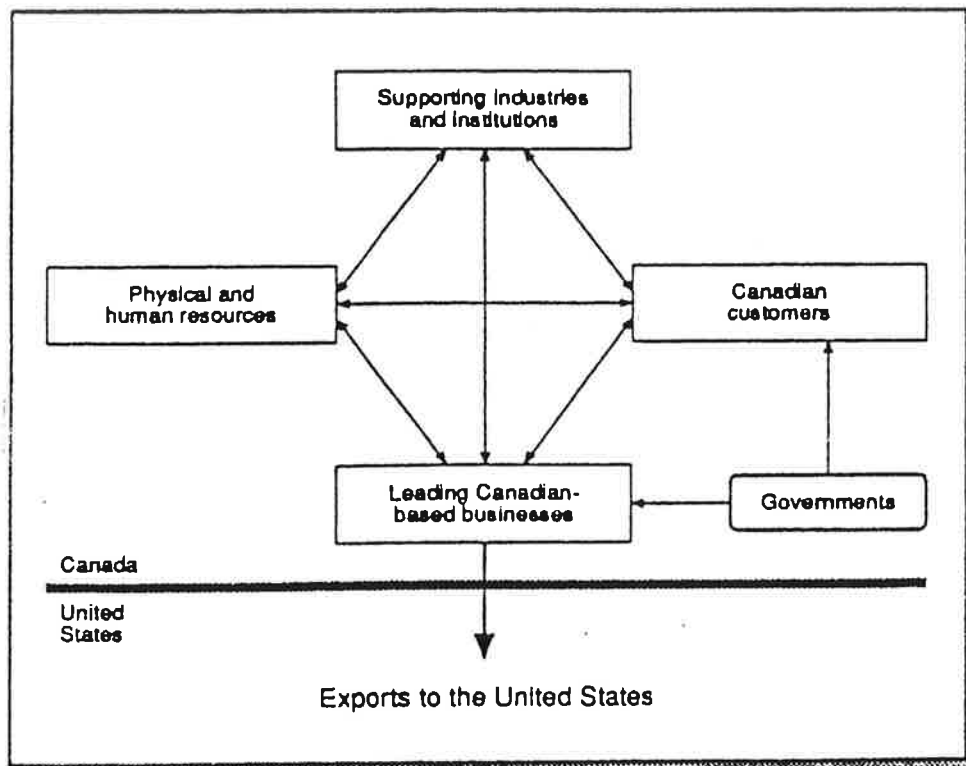 Supporting industries
and institutions
Physical and
human resources
Canadian
customers
Leading Canadian-
based businesses
Governments
Canada
United
States
Exports to the United States